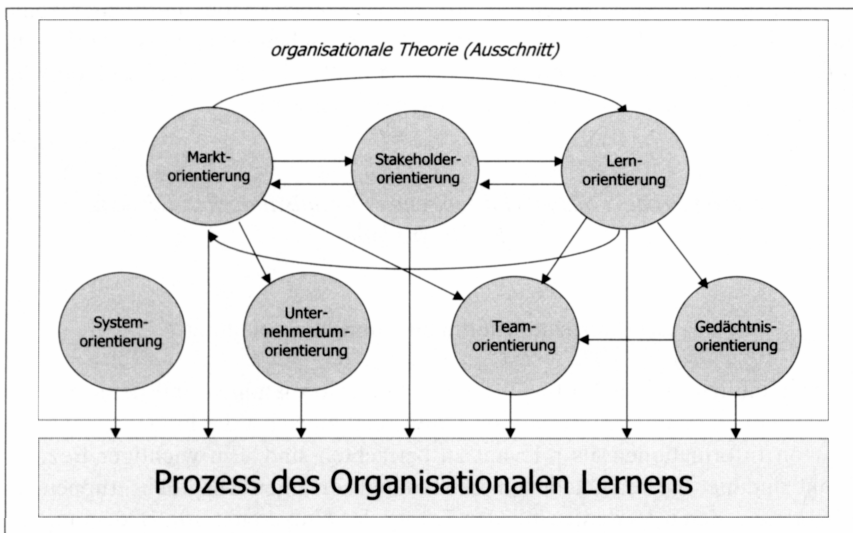 organisationale Theorie (Ausschnitt)
Markt-
orientierung
Stakeholder-
orientierung
Lern-
orientierung
System-
orientierung
Unter-
nehmertum
orientierung
Team-
orientierung
Gedächtnis-
orientierung
Prozess des Organisationalen Lernens